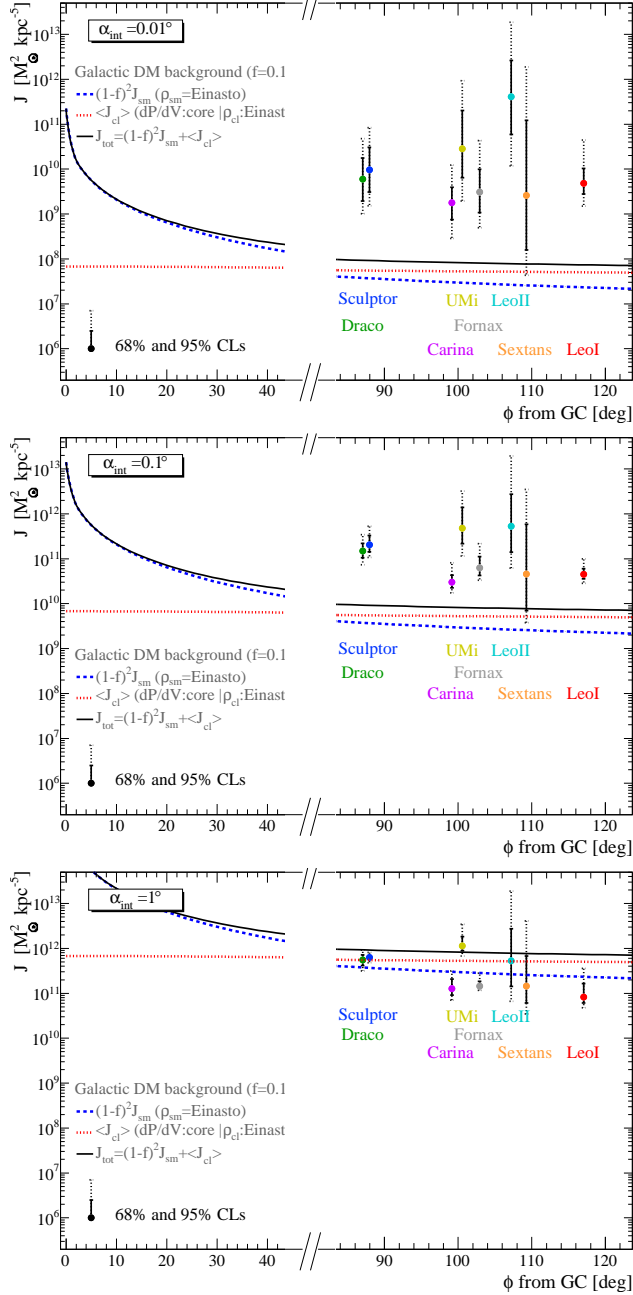 J [M⊙² kpc⁻⁵]
α_int =0.01°
Galactic DM background (f=0.1
(1-f)²J_sm (ρ_sm=Einasto)
<J_cl> (dP/dV:core |ρ_cl:Einast
J_tot=(1-f)²J_sm+<J_cl>
68% and 95% CLs
10¹³
10¹²
10¹¹
10¹⁰
10⁹
10⁸
10⁷
10⁶
Sculptor UMi LeoII
Draco Fornax
Carina Sextans LeoI
0 10 20 30 40 90 100 110 120
φ from GC [deg]
J [M⊙² kpc⁻⁵]
α_int =0.1°
10¹³
10¹²
10¹¹
10¹⁰
10⁹
10⁸
10⁷
10⁶
Sculptor UMi LeoII
Draco Fornax
Carina Sextans LeoI
Galactic DM background (f=0.1
(1-f)²J_sm (ρ_sm=Einasto)
<J_cl> (dP/dV:core |ρ_cl:Einast
J_tot=(1-f)²J_sm+<J_cl>
68% and 95% CLs
0 10 20 30 40 90 100 110 120
φ from GC [deg]
J [M⊙² kpc⁻⁵]
α_int =1°
10¹³
10¹²
10¹¹
10¹⁰
10⁹
10⁸
10⁷
10⁶
Sculptor UMi LeoII
Draco Fornax
Carina Sextans LeoI
Galactic DM background (f=0.1
(1-f)²J_sm (ρ_sm=Einasto)
<J_cl> (dP/dV:core |ρ_cl:Einast
J_tot=(1-f)²J_sm+<J_cl>
68% and 95% CLs
0 10 20 30 40 90 100 110 120
φ from GC [deg]